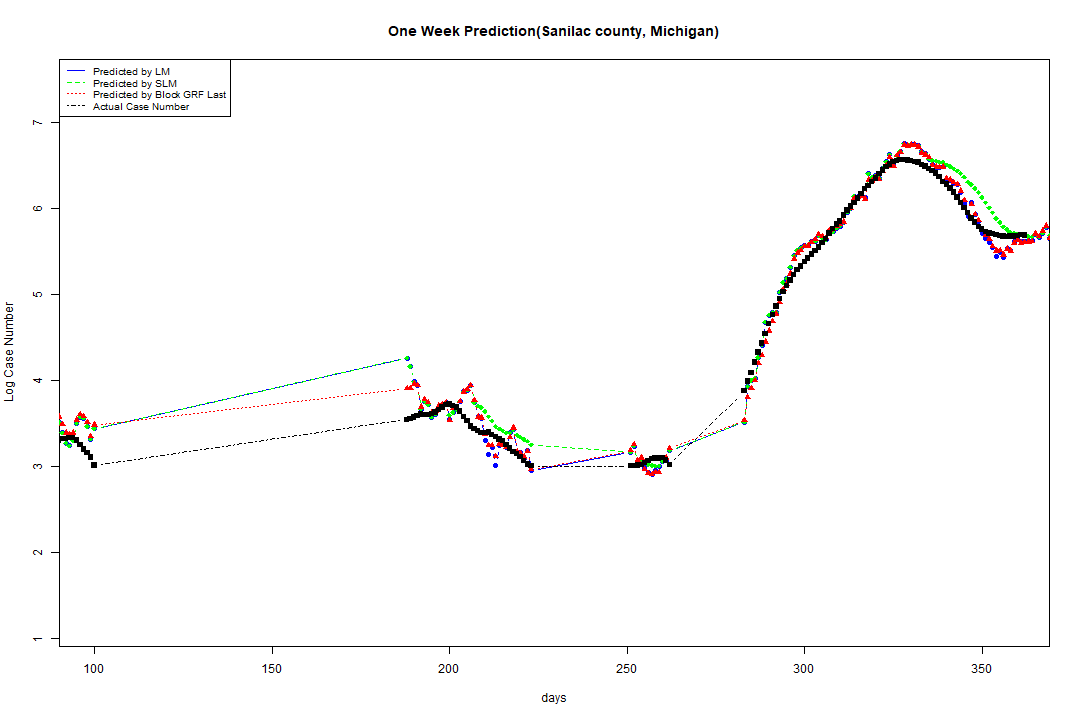 One Week Prediction(Sanilac county, Michigan)
Predicted by LM
Predicted by SLM
Predicted by Block GRF Last
Actual Case Number
7
6
5
4
3
2
1
Log Case Number
100 150 200 250 300 350
days